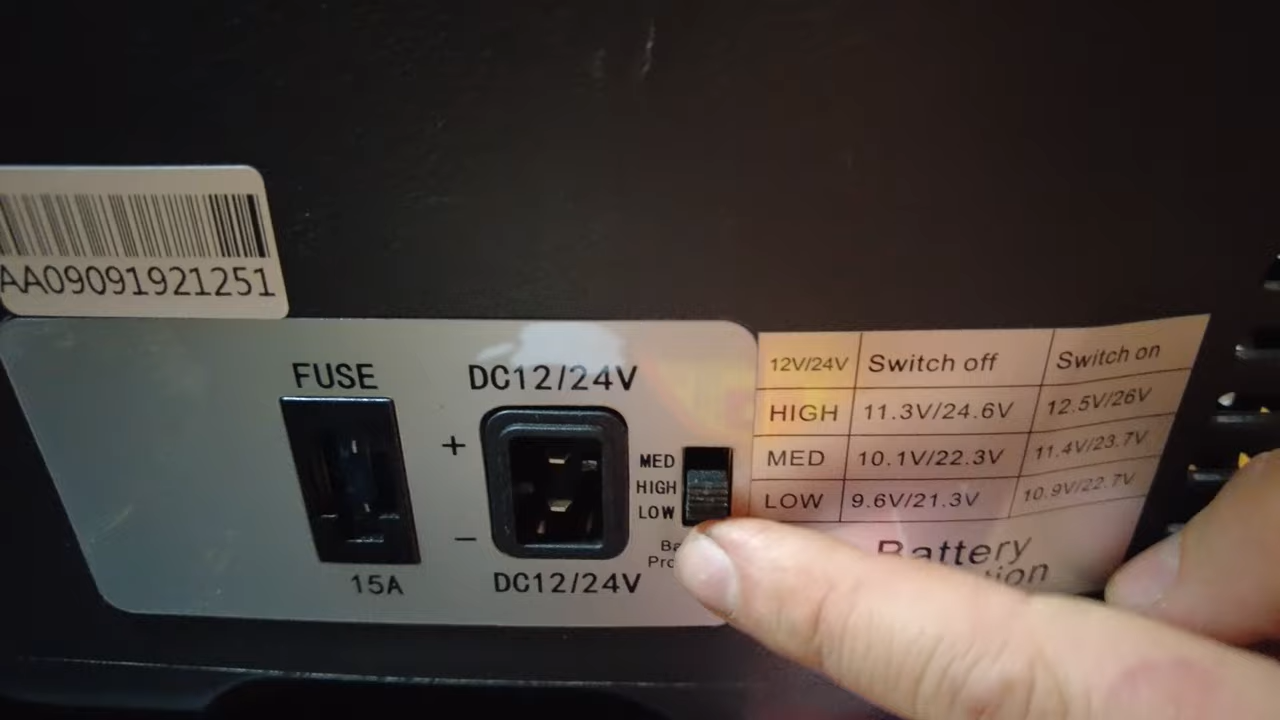 AA09091921251
FUSE
15A
DC12/24V
+
−
DC12/24V
MED
HIGH
LOW
12V/24V Switch off Switch on
HIGH 11.3V/24.6V 12.5V/26V
MED 10.1V/22.3V 11.4V/23.7V
LOW 9.6V/21.3V 10.9V/22.7V
Battery